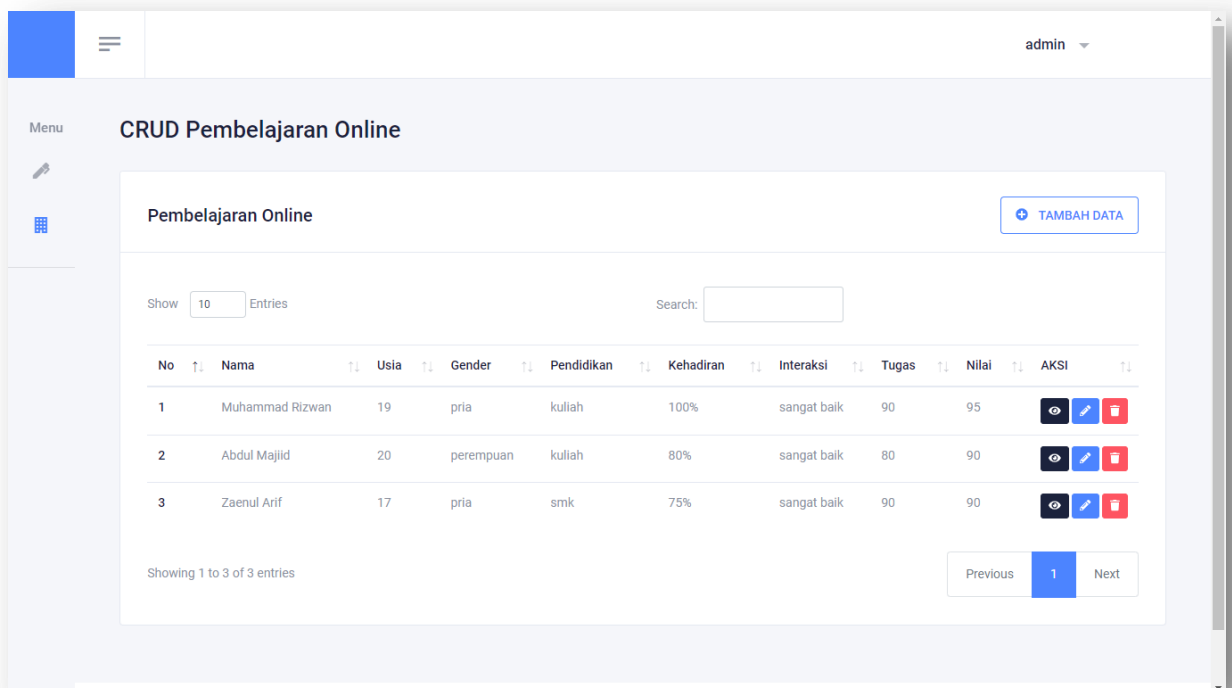 admin
Menu
CRUD Pembelajaran Online
Pembelajaran Online
TAMBAH DATA
Show 10 Entries Search:
No Nama Usia Gender Pendidikan Kehadiran Interaksi Tugas Nilai AKSI
1 Muhammad Rizwan 19 pria kuliah 100% sangat baik 90 95
2 Abdul Majiid 20 perempuan kuliah 80% sangat baik 80 90
3 Zaenul Arif 17 pria smk 75% sangat baik 90 90
Showing 1 to 3 of 3 entries Previous 1 Next